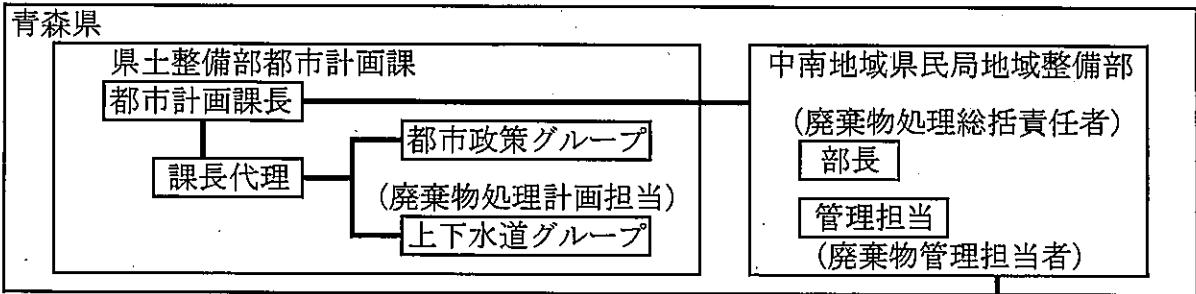 青森県
県土整備部都市計画課
都市計画課長
課長代理
都市政策グループ
(廃棄物処理計画担当)
上下水道グループ
中南地域県民局地域整備部
(廃棄物処理総括責任者)
部長
管理担当
(廃棄物管理担当者)